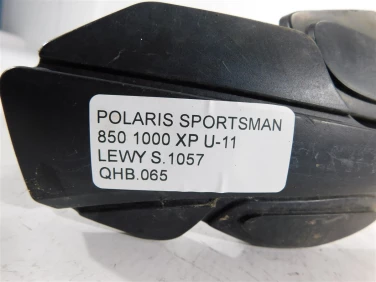 POLARIS SPORTSMAN
850 1000 XP U-11
LEWY S.1057
QHB.065